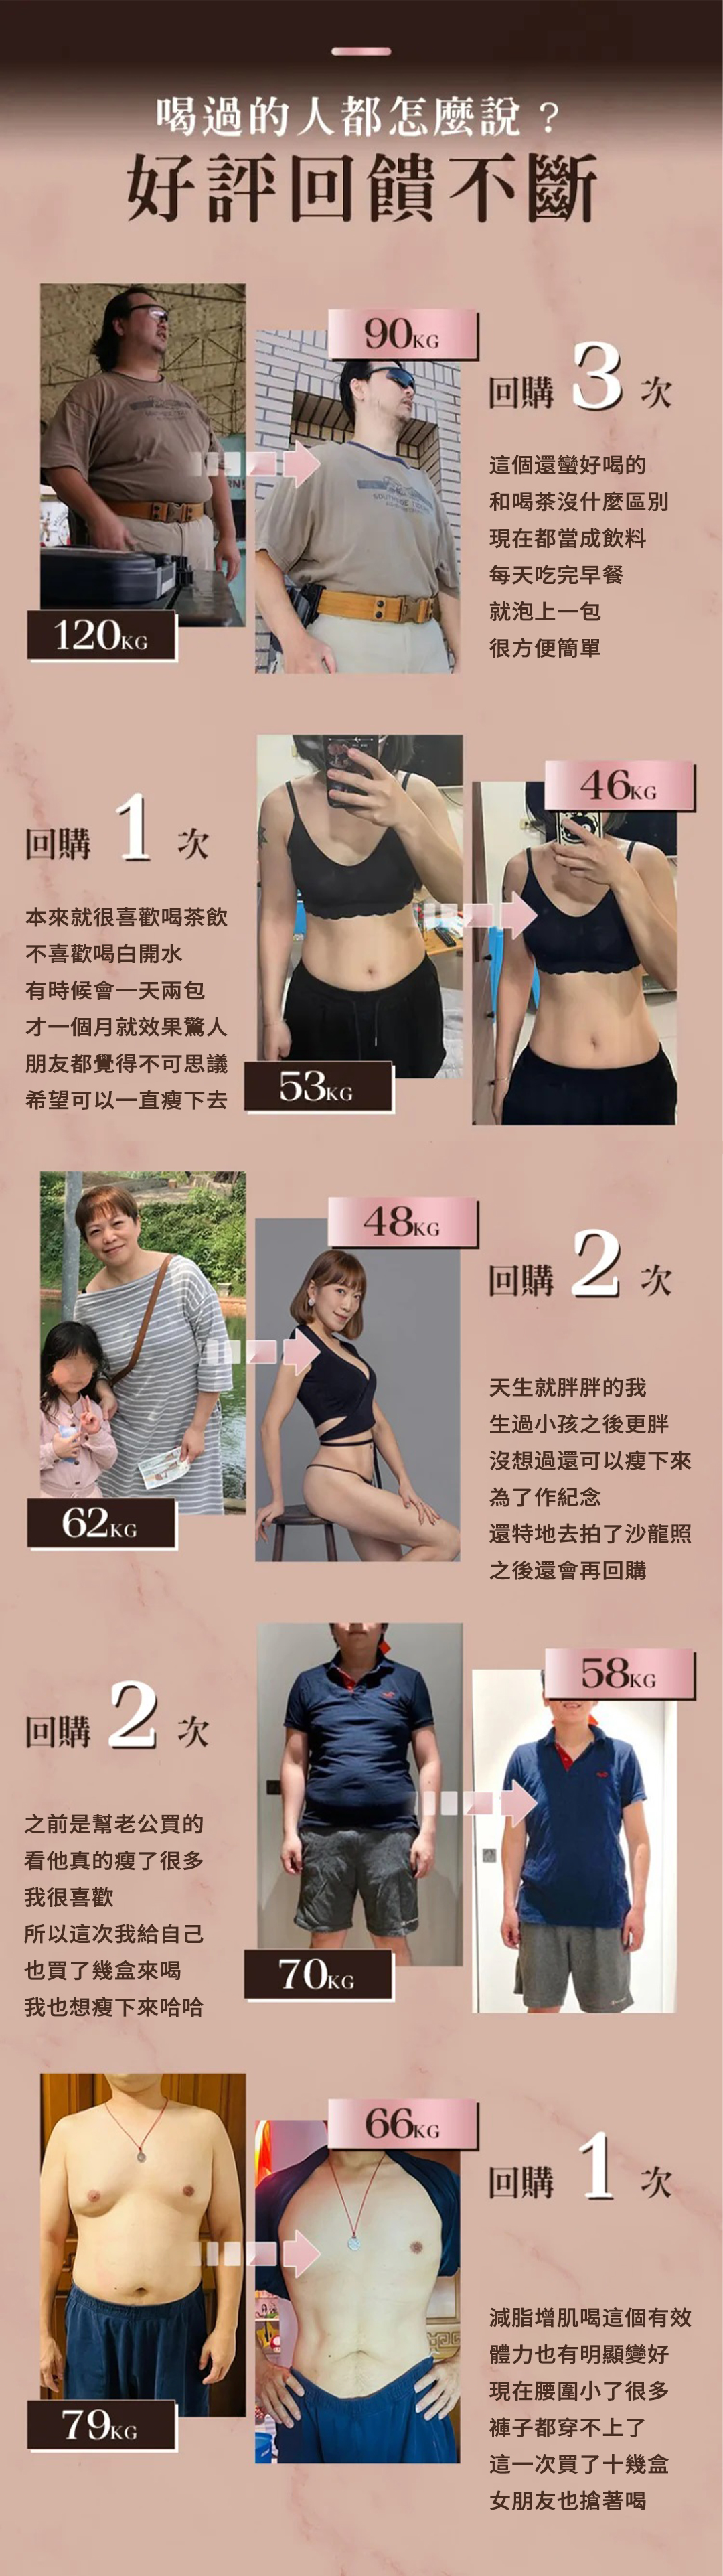 喝過的人都怎麼說？
好評回饋不斷
90KG
120KG
回購 3 次
這個還蠻好喝的
和喝茶沒什麼區別
現在都當成飲料
每天吃完早餐
就泡上一包
很方便簡單
回購 1 次
本來就很喜歡喝茶飲
不喜歡喝白開水
有時候會一天兩包
才一個月就效果驚人
朋友都覺得不可思議
希望可以一直瘦下去
46KG
53KG
48KG
62KG
回購 2 次
天生就胖胖的我
生過小孩之後更胖
沒想過還可以瘦下來
為了作紀念
還特地去拍了沙龍照
之後還會再回購
回購 2 次
之前是幫老公買的
看他真的瘦了很多
我很喜歡
所以這次我給自己
也買了幾盒來喝
我也想瘦下來哈哈
58KG
70KG
66KG
79KG
回購 1 次
減脂增肌喝這個有效
體力也有明顯變好
現在腰圍小了很多
褲子都穿不上了
這一次買了十幾盒
女朋友也搶著喝